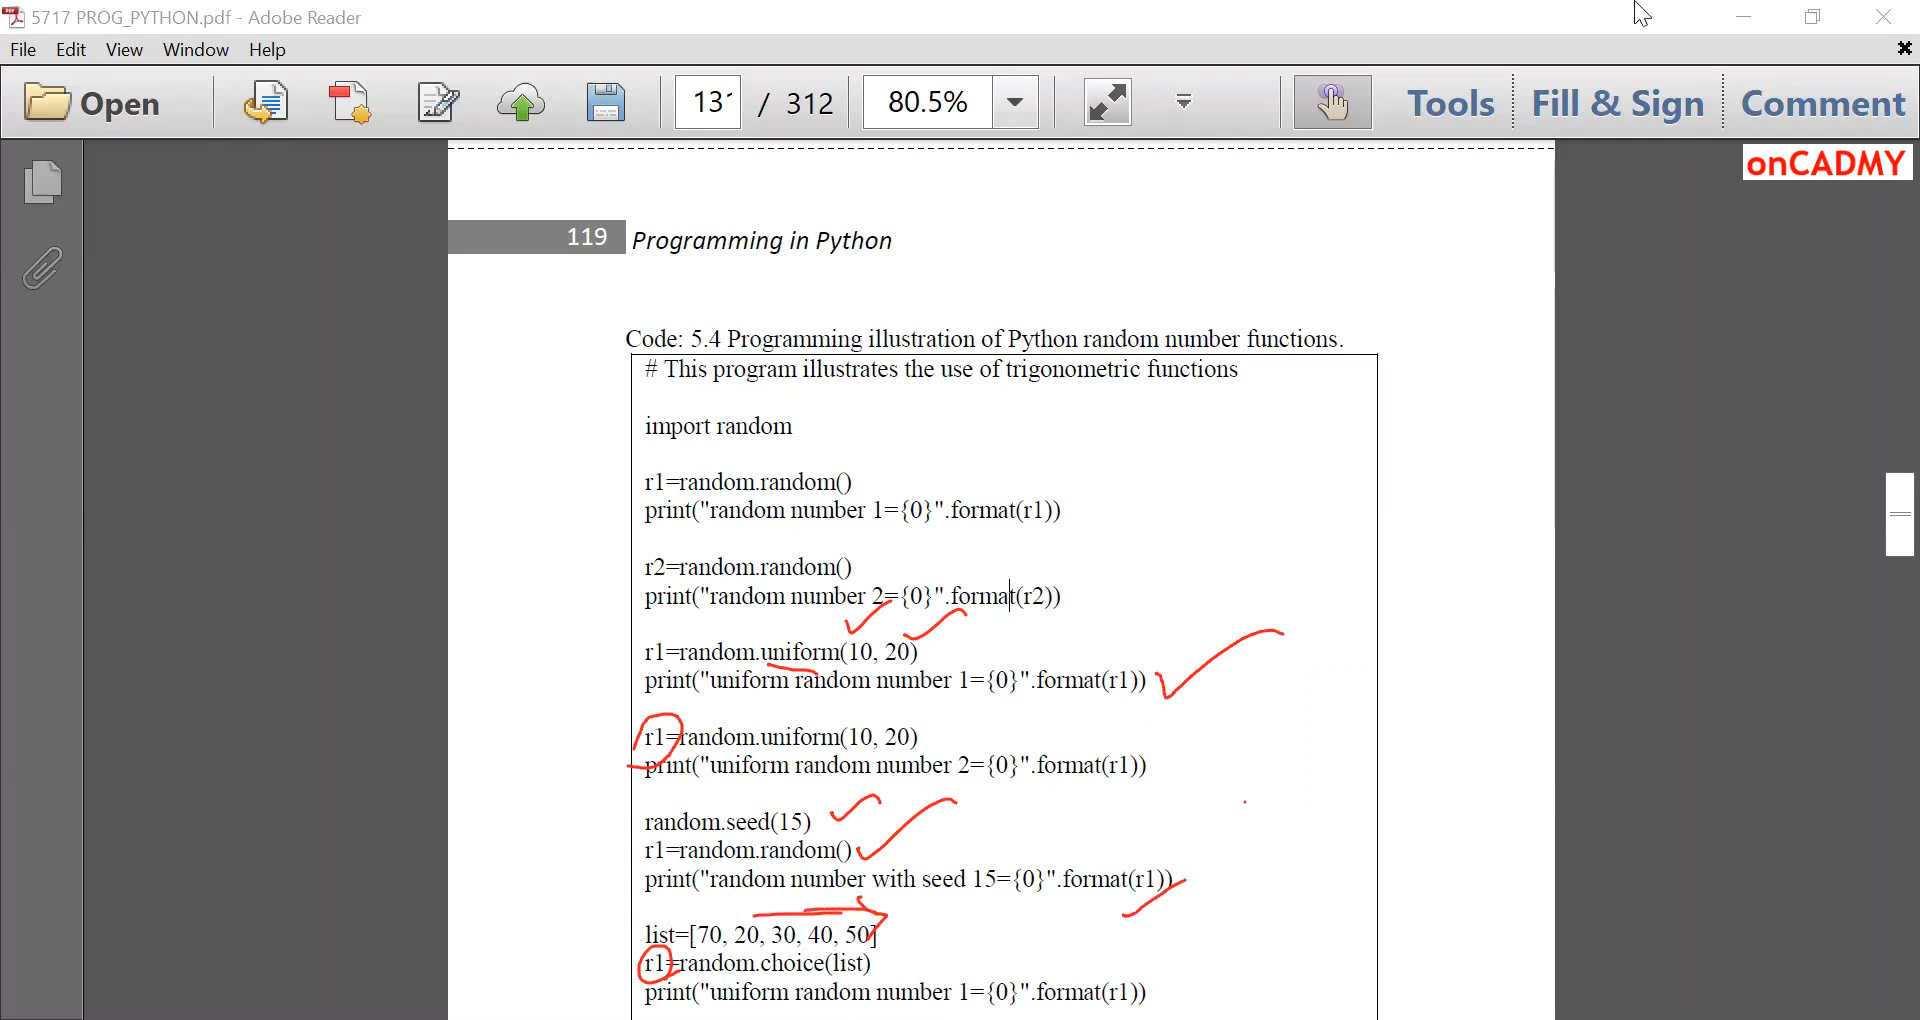 5717 PROG_PYTHON.pdf - Adobe Reader
File Edit View Window Help
Open / 312 80.5% Tools Fill & Sign Comment
onCADMY
119 Programming in Python
Code: 5.4 Programming illustration of Python random number functions.
# This program illustrates the use of trigonometric functions
import random
r1=random.random()
print("random number 1={0}".format(r1))
r2=random.random()
print("random number 2={0}".format(r2))
r1=random.uniform(10, 20)
print("uniform random number 1={0}".format(r1))
r1=random.uniform(10, 20)
print("uniform random number 2={0}".format(r1))
random.seed(15)
r1=random.random()
print("random number with seed 15={0}".format(r1))
list=[70, 20, 30, 40, 50]
r1=random.choice(list)
print("uniform random number 1={0}".format(r1))